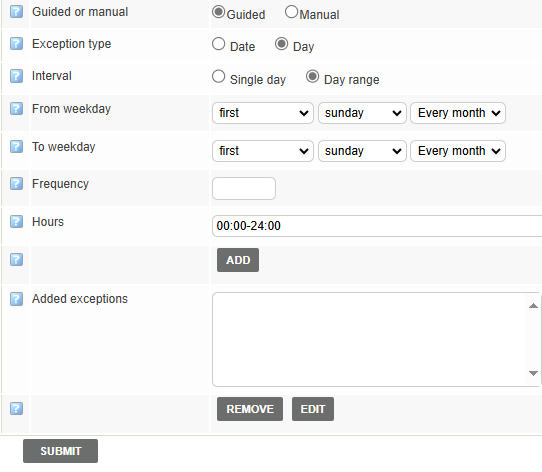 Guided or manual Guided Manual
Exception type Date Day
Interval Single day Day range
From weekday first sunday Every month
To weekday first sunday Every month
Frequency
Hours 00:00-24:00
ADD
Added exceptions
REMOVE EDIT
SUBMIT